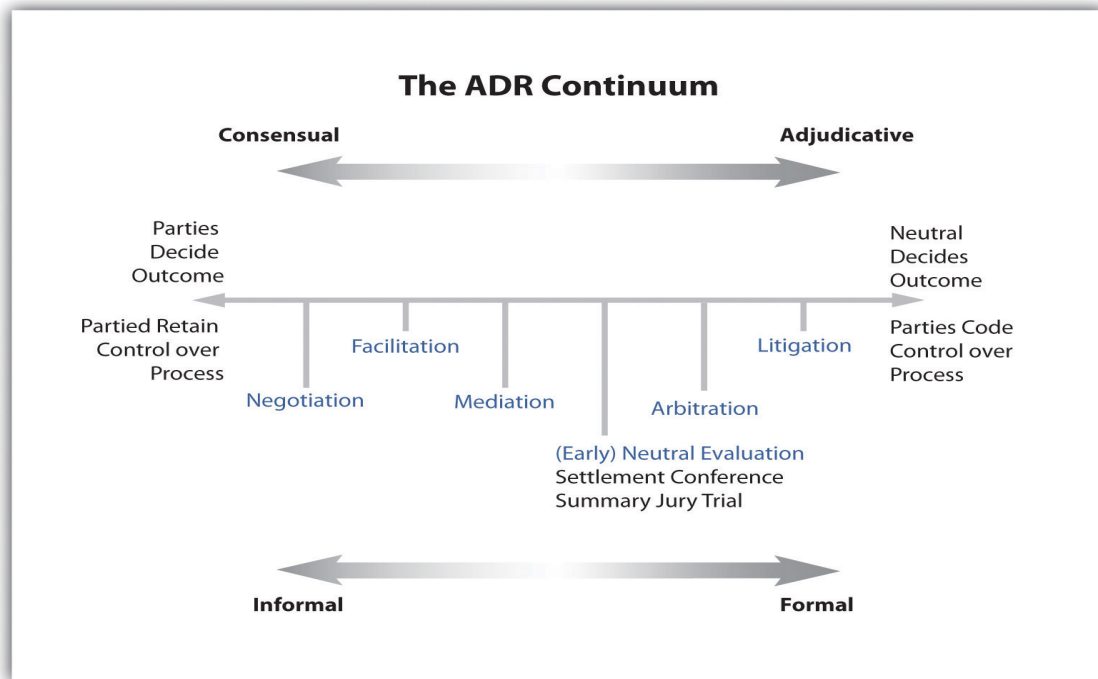 The ADR Continuum
Consensual
Adjudicative
Parties
Decide
Outcome
Neutral
Decides
Outcome
Partied Retain
Control over
Process
Parties Code
Control over
Process
Negotiation
Facilitation
Mediation
(Early) Neutral Evaluation
Settlement Conference
Summary Jury Trial
Arbitration
Litigation
Informal
Formal